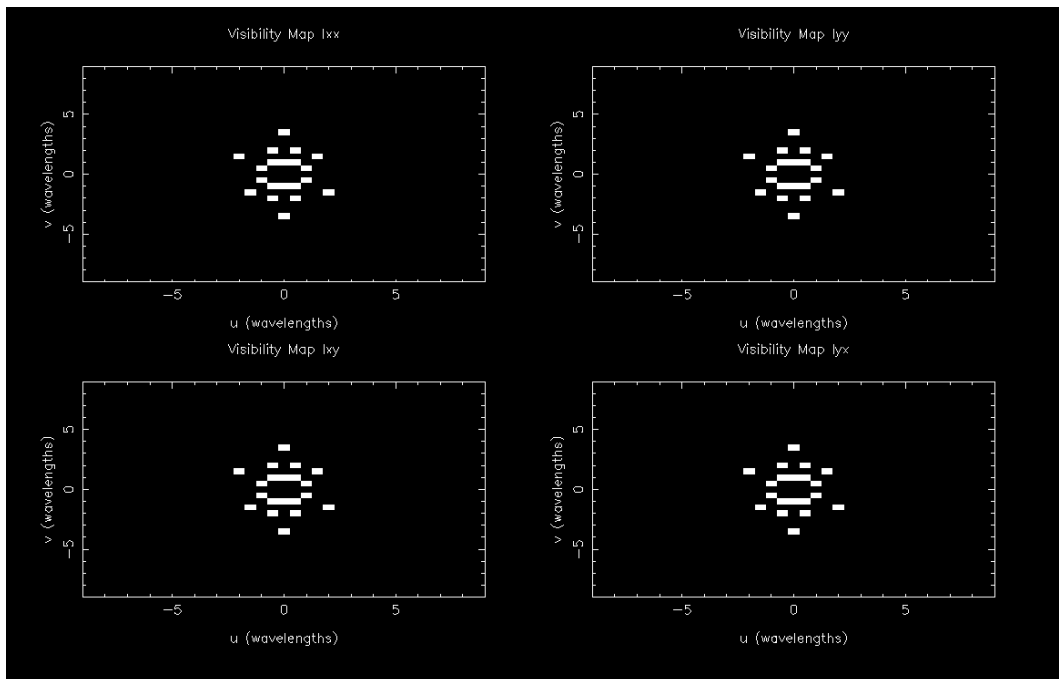 Visibility Map Ixx
Visibility Map Iyy
v (wavelengths)
5
0
−5
−5
0
5
u (wavelengths)
v (wavelengths)
5
0
−5
−5
0
5
u (wavelengths)
Visibility Map Ixy
Visibility Map Iyx
v (wavelengths)
5
0
−5
−5
0
5
u (wavelengths)
v (wavelengths)
5
0
−5
−5
0
5
u (wavelengths)